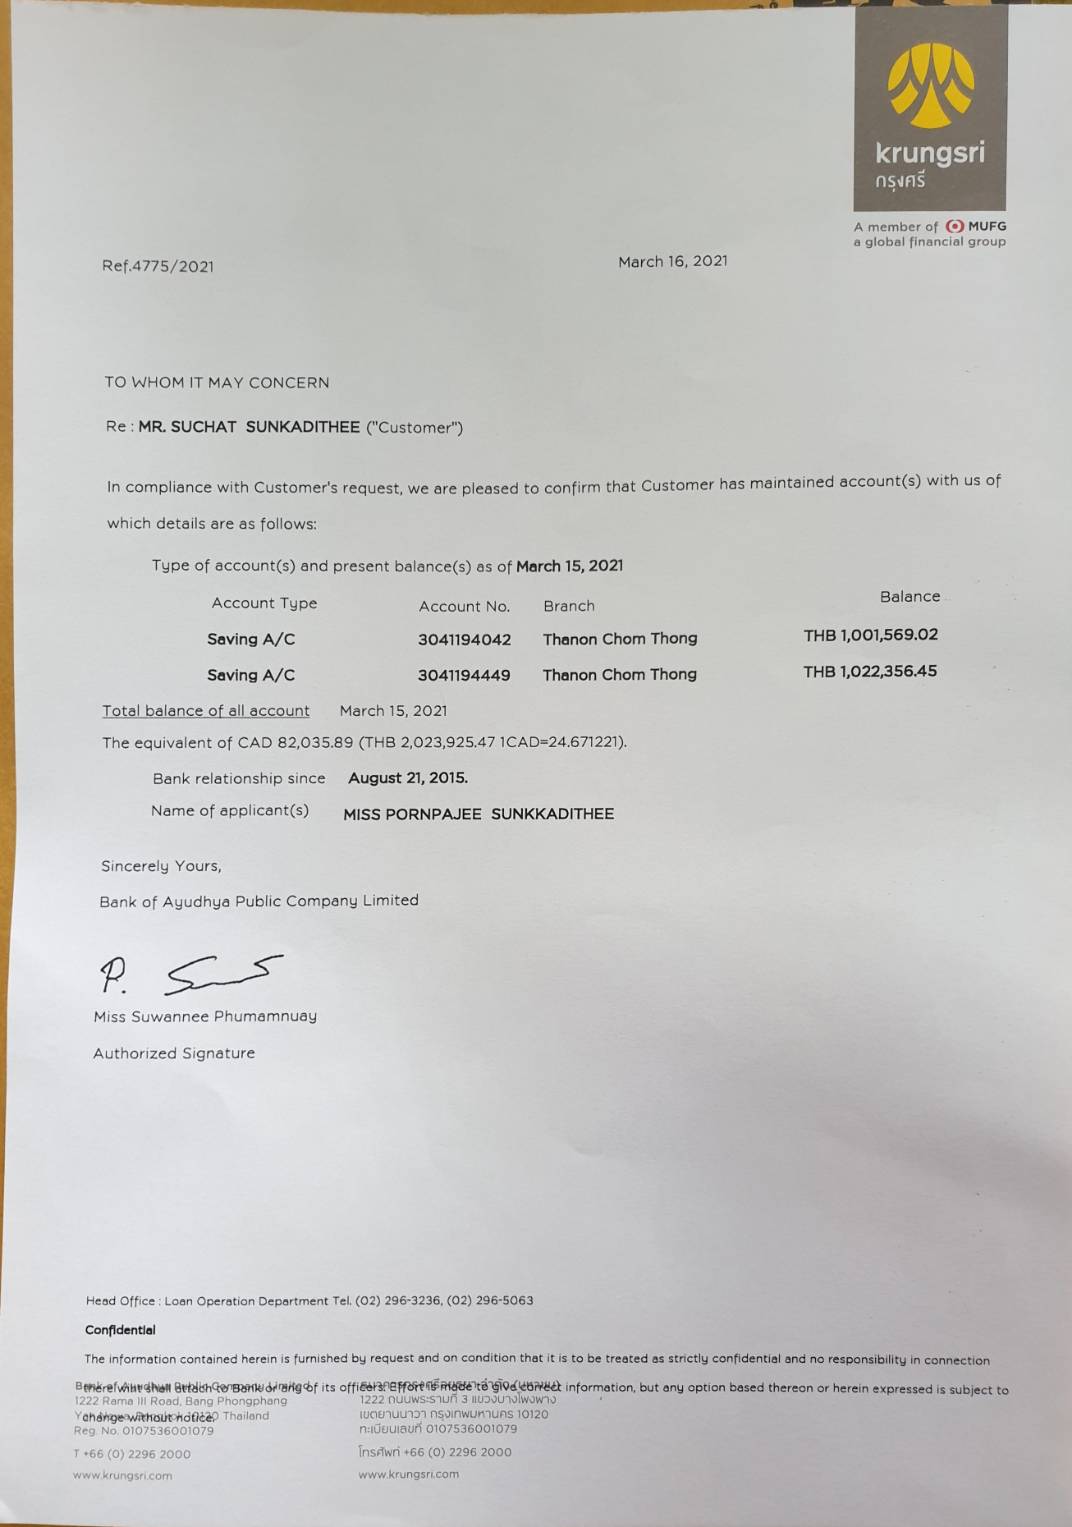 krungsri
กรุงศรี
A member of MUFG
a global financial group
Ref.4775/2021 March 16, 2021
TO WHOM IT MAY CONCERN
Re : MR. SUCHAT SUNKADITHEE ("Customer")
In compliance with Customer's request, we are pleased to confirm that Customer has maintained account(s) with us of
which details are as follows:
Type of account(s) and present balance(s) as of March 15, 2021
Account Type Account No. Branch Balance
Saving A/C 3041194042 Thanon Chom Thong THB 1,001,569.02
Saving A/C 3041194449 Thanon Chom Thong THB 1,022,356.45
Total balance of all account March 15, 2021
The equivalent of CAD 82,035.89 (THB 2,023,925.47 1CAD=24.671221).
Bank relationship since August 21, 2015.
Name of applicant(s) MISS PORNPAJEE SUNKKADITHEE
Sincerely Yours,
Bank of Ayudhya Public Company Limited
P. S
Miss Suwannee Phumamnuay
Authorized Signature
Head Office : Loan Operation Department Tel. (02) 296-3236, (02) 296-5063
Confidential
The information contained herein is furnished by request and on condition that it is to be treated as strictly confidential and no responsibility in connection
therewith shall attach to Bank or any of its officers. Effort is made to give correct information, but any option based thereon or herein expressed is subject to
change without notice.
Bank of Ayudhya Public Company Limited
1222 Rama III Road, Bang Phongphang 1222 ถนนพระรามที่ 3 แขวงบางโพงพาง
Yan Nawa, Bangkok 10120 Thailand เขตยานนาวา กรุงเทพมหานคร 10120
Reg. No. 0107536001079 ทะเบียนเลขที่ 0107536001079
T +66 (0) 2296 2000 โทรศัพท์ +66 (0) 2296 2000
www.krungsri.com www.krungsri.com